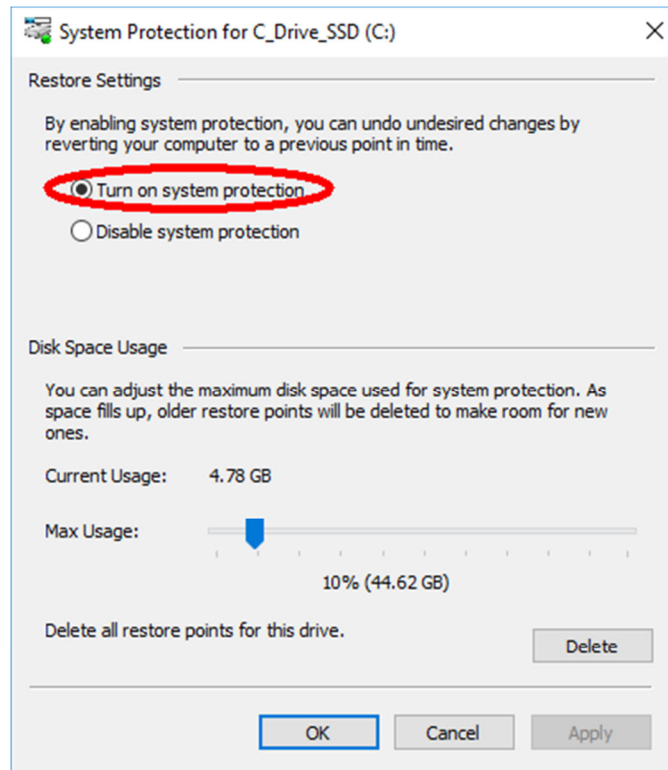 System Protection for C_Drive_SSD (C:)
Restore Settings
By enabling system protection, you can undo undesired changes by
reverting your computer to a previous point in time.
Turn on system protection
Disable system protection
Disk Space Usage
You can adjust the maximum disk space used for system protection. As
space fills up, older restore points will be deleted to make room for new
ones.
Current Usage: 4.78 GB
Max Usage:
10% (44.62 GB)
Delete all restore points for this drive.
Delete
OK Cancel Apply